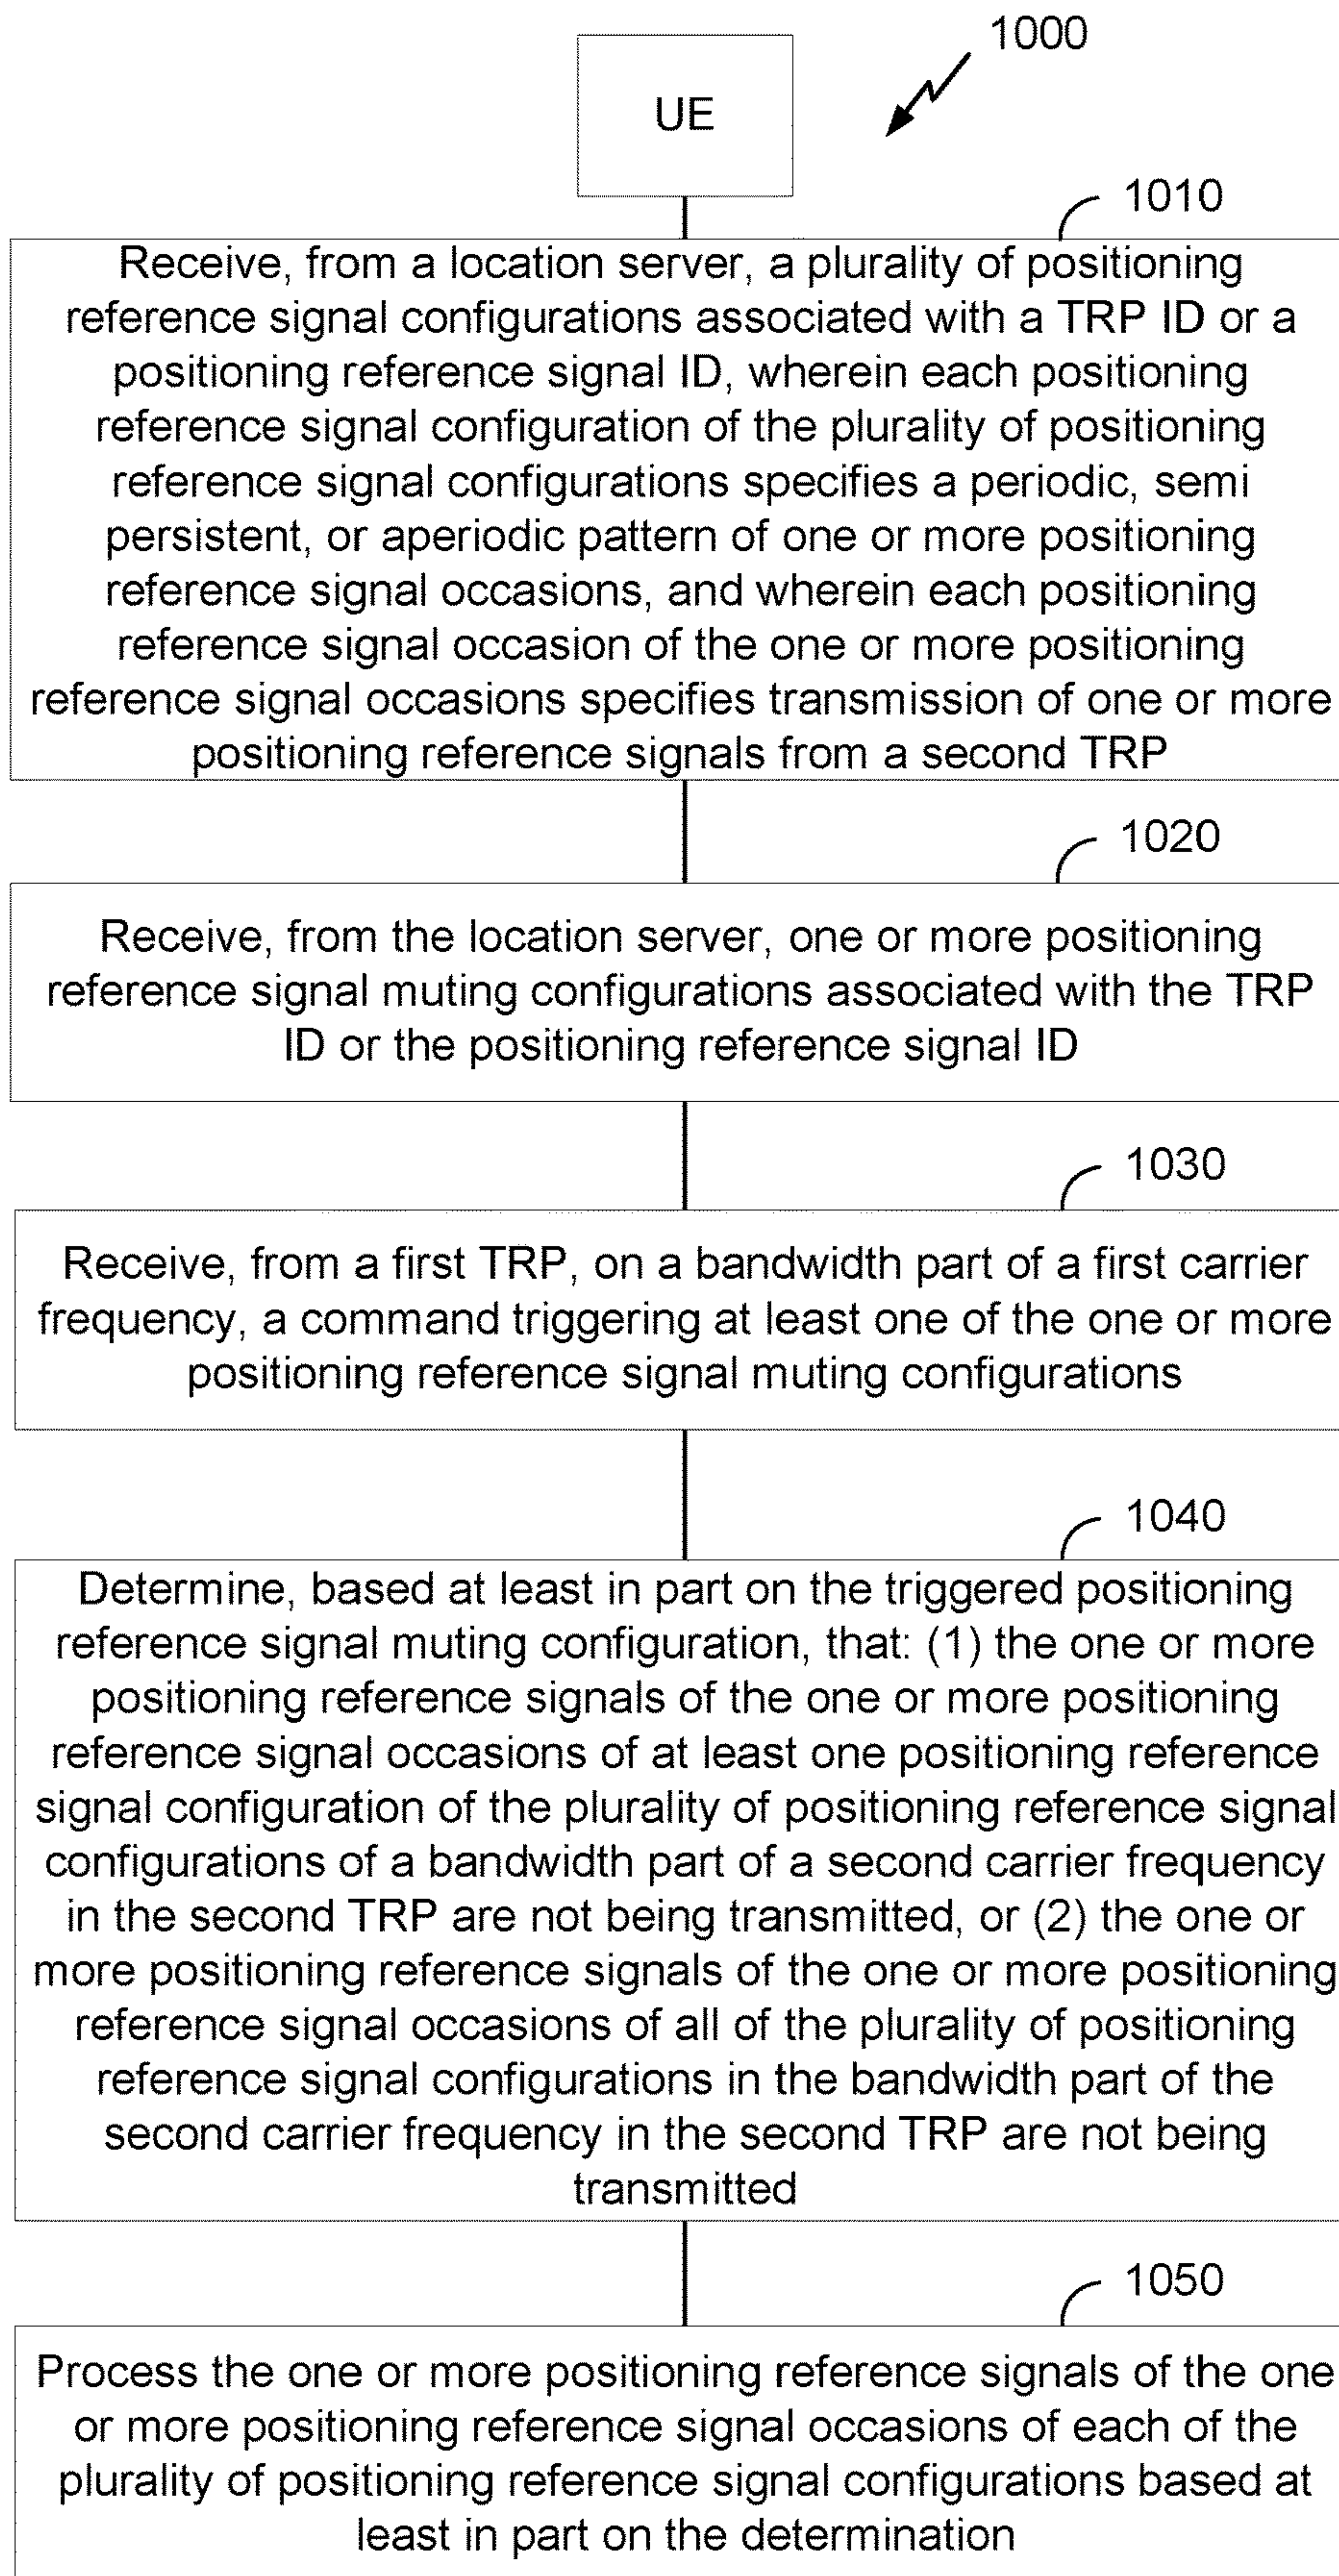 1000
UE
1010
Receive, from a location server, a plurality of positioning
reference signal configurations associated with a TRP ID or a
positioning reference signal ID, wherein each positioning
reference signal configuration of the plurality of positioning
reference signal configurations specifies a periodic, semi
persistent, or aperiodic pattern of one or more positioning
reference signal occasions, and wherein each positioning
reference signal occasion of the one or more positioning
reference signal occasions specifies transmission of one or more
positioning reference signals from a second TRP
1020
Receive, from the location server, one or more positioning
reference signal muting configurations associated with the TRP
ID or the positioning reference signal ID
1030
Receive, from a first TRP, on a bandwidth part of a first carrier
frequency, a command triggering at least one of the one or more
positioning reference signal muting configurations
1040
Determine, based at least in part on the triggered positioning
reference signal muting configuration, that: (1) the one or more
positioning reference signals of the one or more positioning
reference signal occasions of at least one positioning reference
signal configuration of the plurality of positioning reference signal
configurations of a bandwidth part of a second carrier frequency
in the second TRP are not being transmitted, or (2) the one or
more positioning reference signals of the one or more positioning
reference signal occasions of all of the plurality of positioning
reference signal configurations in the bandwidth part of the
second carrier frequency in the second TRP are not being
transmitted
1050
Process the one or more positioning reference signals of the one
or more positioning reference signal occasions of each of the
plurality of positioning reference signal configurations based at
least in part on the determination